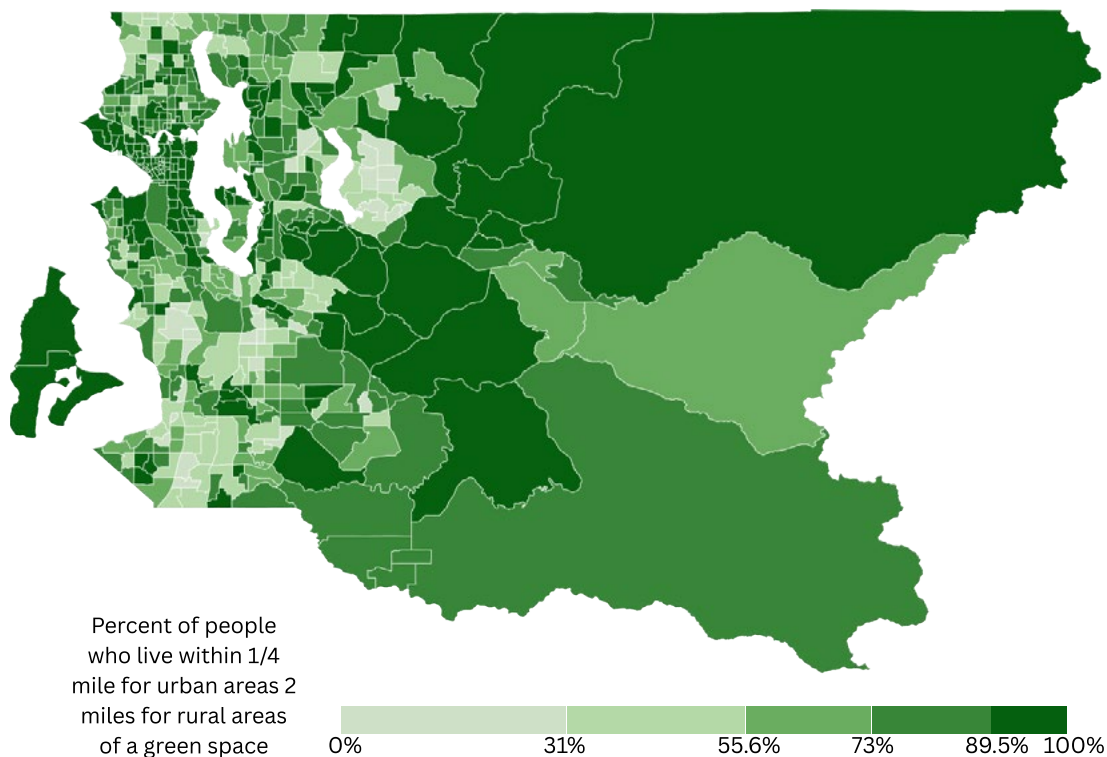 Percent of people
who live within 1/4
mile for urban areas 2
miles for rural areas
of a green space
0% 31% 55.6% 73% 89.5% 100%